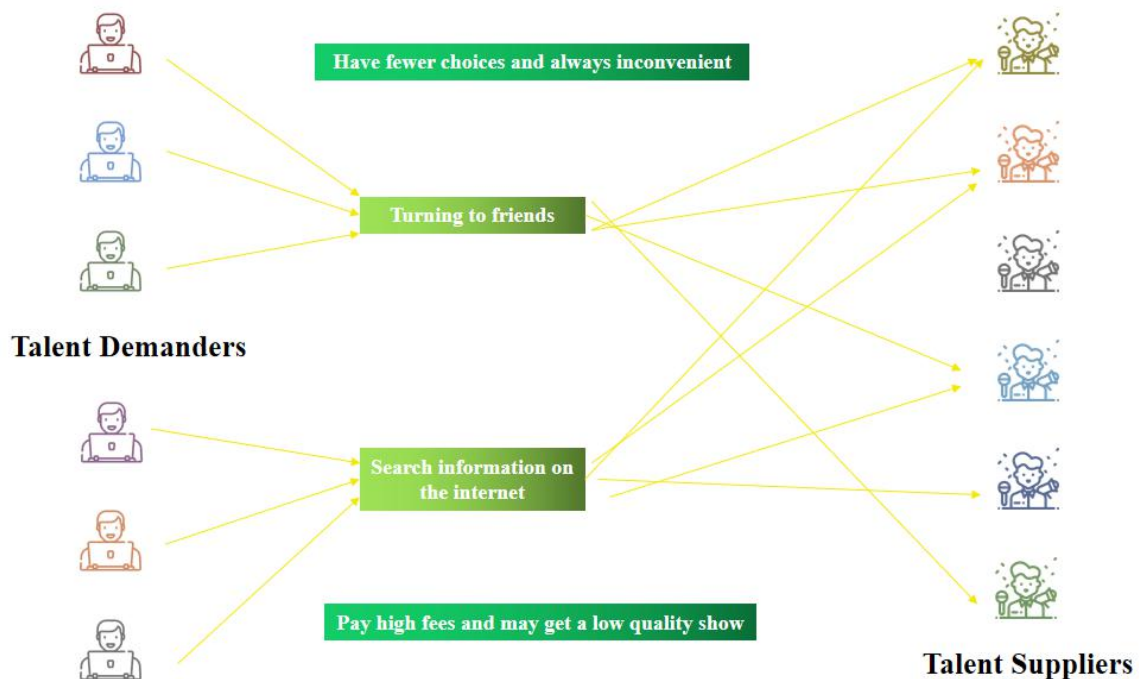 Have fewer choices and always inconvenient
Turning to friends
Talent Demanders
Search information on
the internet
Pay high fees and may get a low quality show
Talent Suppliers